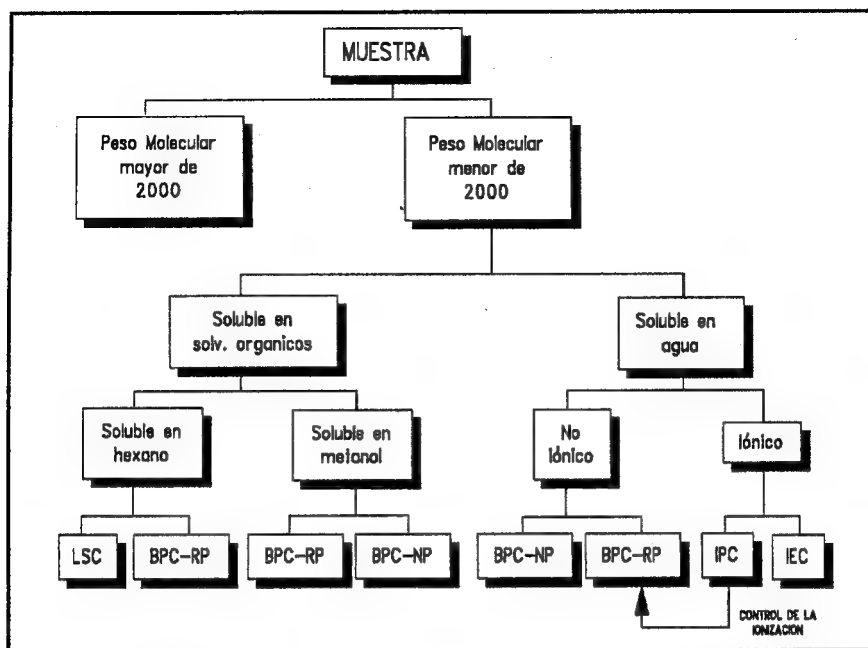 MUESTRA
Peso Molecular
mayor de
2000
Peso Molecular
menor de
2000
Soluble en
solv. organicos
Soluble en
agua
Soluble en
hexano
Soluble en
metanol
No
Iónico
Iónico
LSC
BPC-RP
BPC-RP
BPC-NP
BPC-NP
BPC-RP
IPC
IEC
CONTROL DE LA
IONIZACION